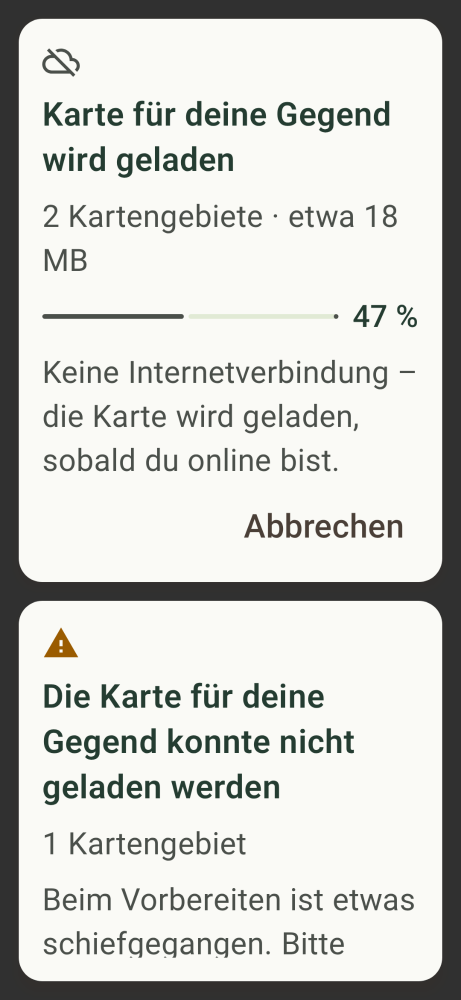 Karte für deine Gegend
wird geladen
2 Kartengebiete · etwa 18
MB
47 %
Keine Internetverbindung –
die Karte wird geladen,
sobald du online bist.
Abbrechen
Die Karte für deine
Gegend konnte nicht
geladen werden
1 Kartengebiet
Beim Vorbereiten ist etwas
schiefgegangen. Bitte